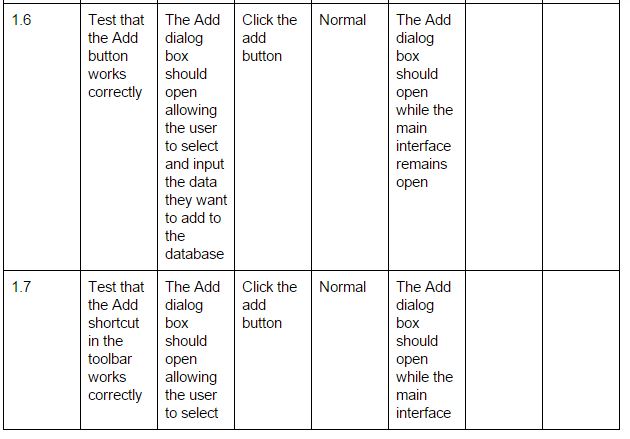 1.6
Test that
the Add
button
works
correctly
The Add
dialog
box
should
open
allowing
the user
to select
and input
the data
they want
to add to
the
database
Click the
add
button
Normal
The Add
dialog
box
should
open
while the
main
interface
remains
open
1.7
Test that
the Add
shortcut
in the
toolbar
works
correctly
The Add
dialog
box
should
open
allowing
the user
to select
Click the
add
button
Normal
The Add
dialog
box
should
open
while the
main
interface